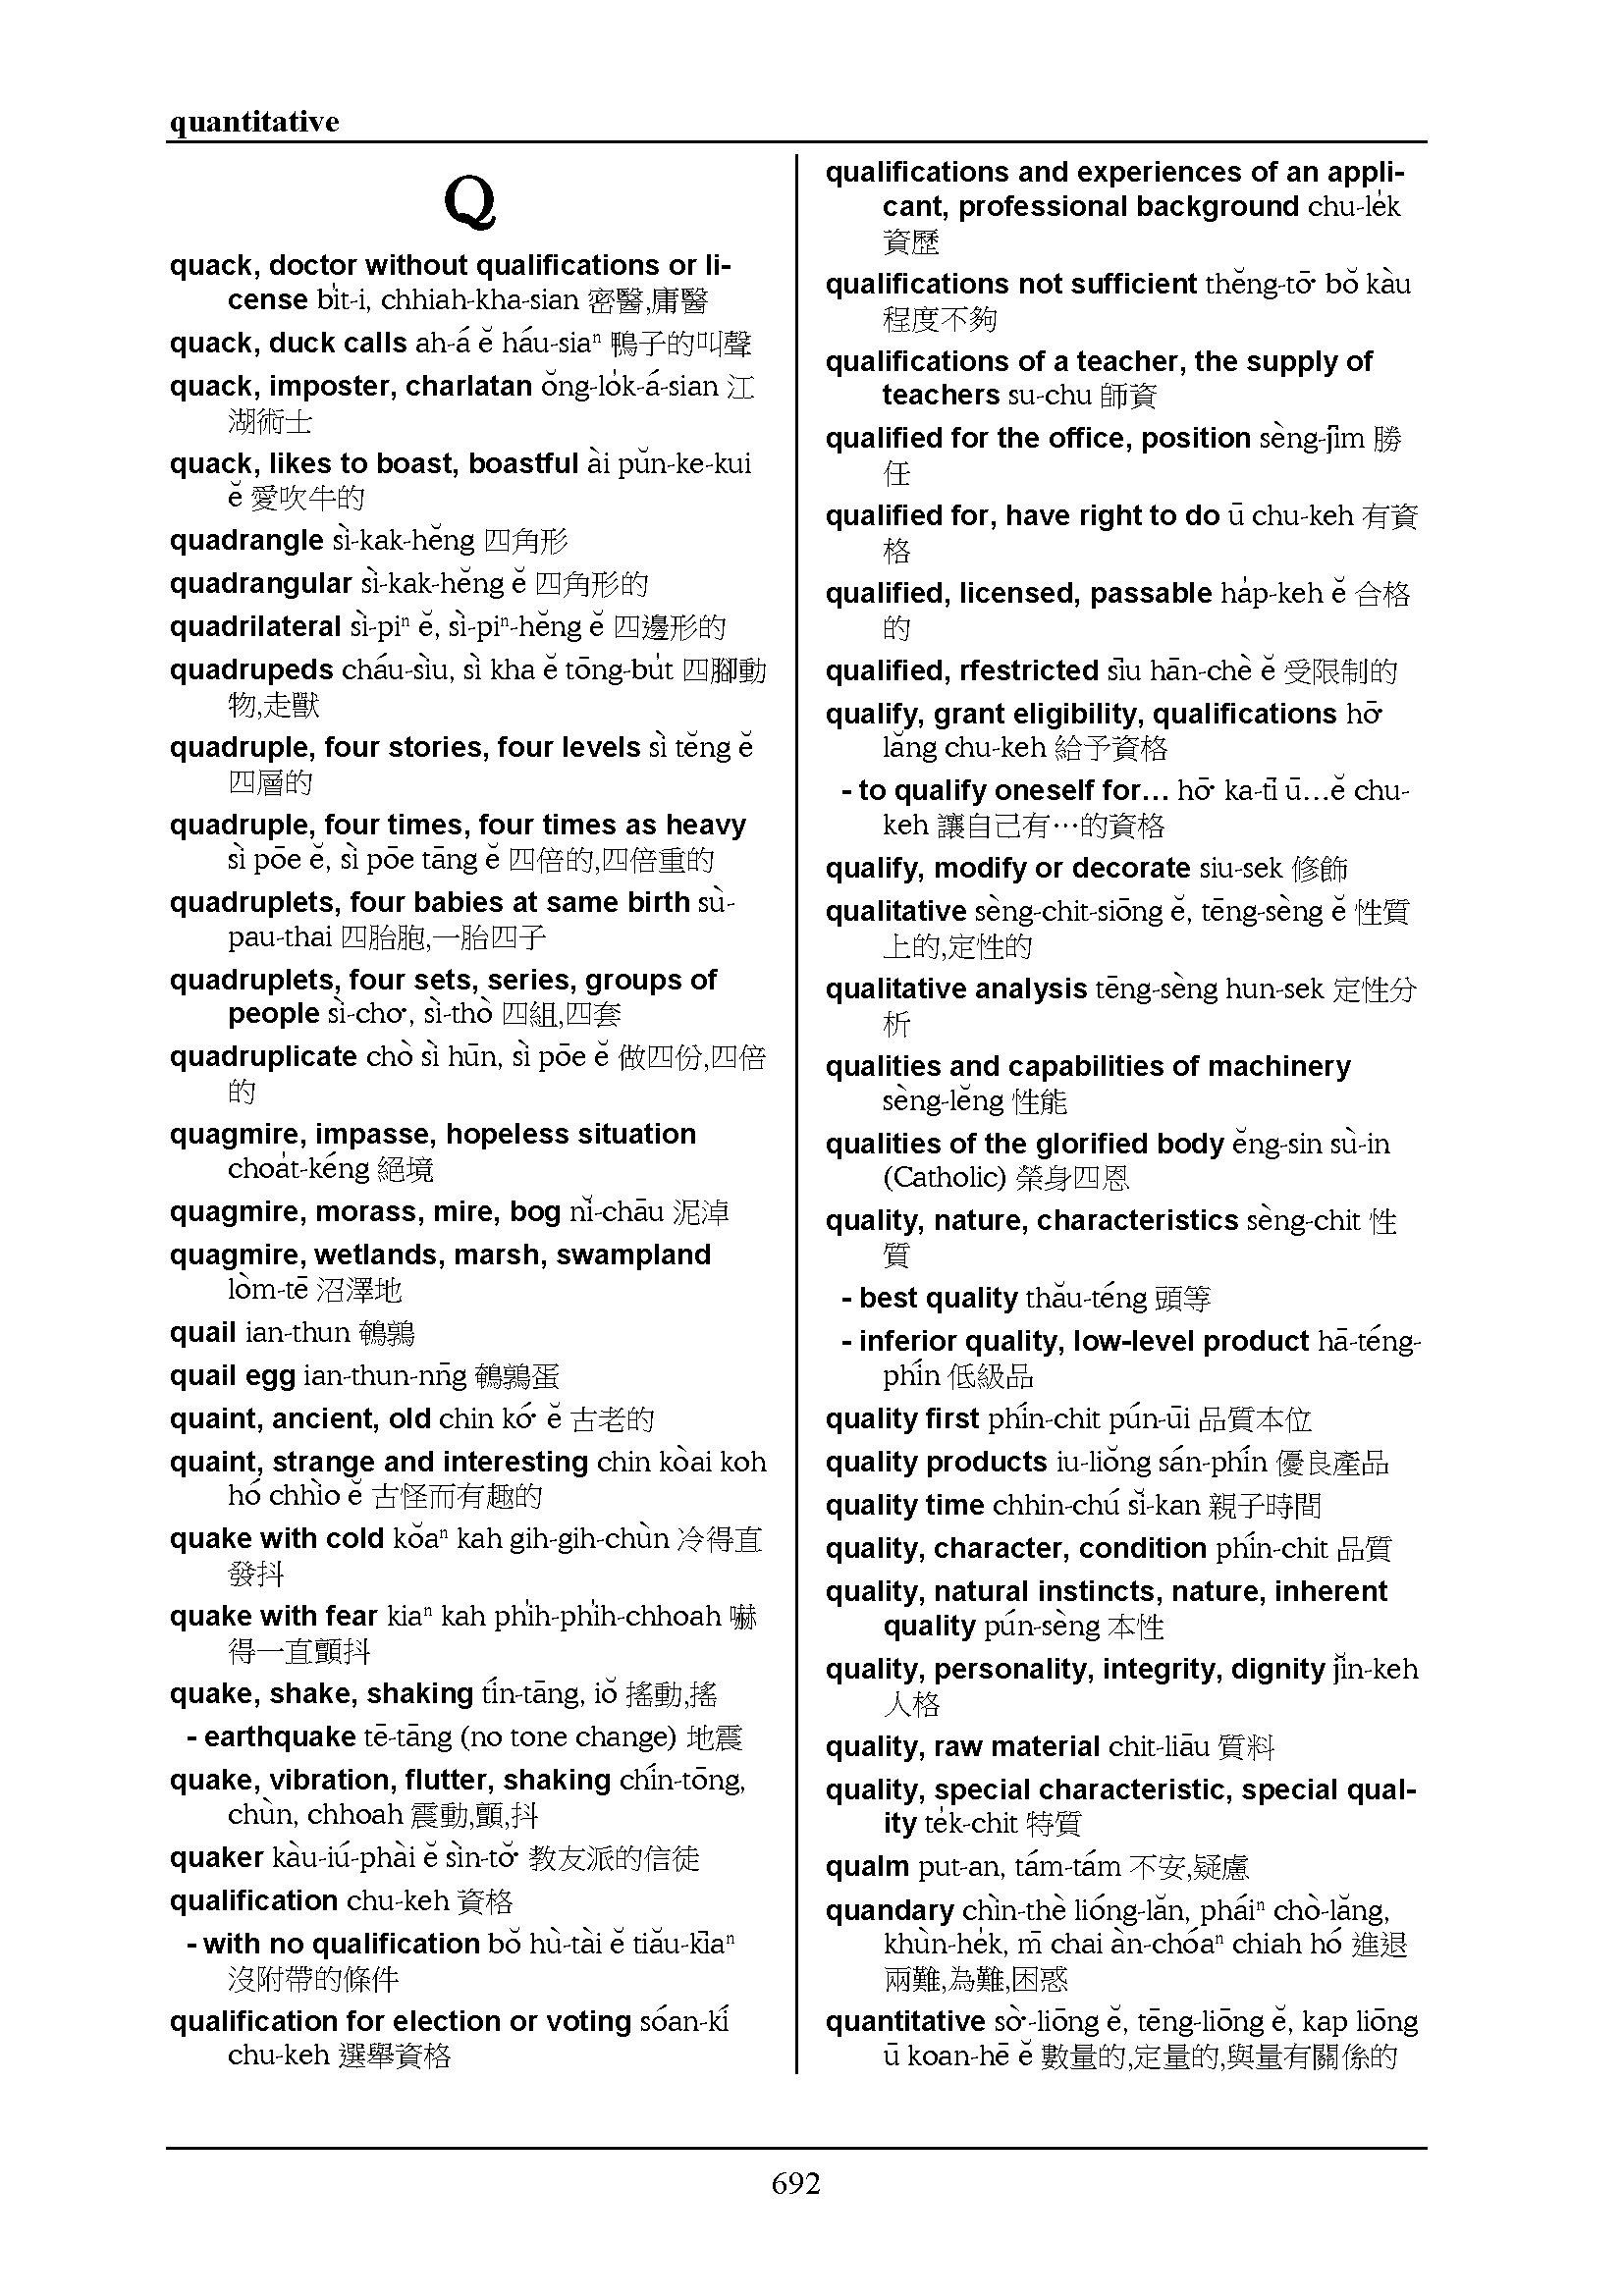 quantitative
Q
quack, doctor without qualifications or li-
cense bi̍t-i, chhiah-kha-sian 密醫,庸醫
quack, duck calls ah-á ĕ háu-siaⁿ 鴨子的叫聲
quack, imposter, charlatan ŏng-lo̍k-á-sian 江
湖術士
quack, likes to boast, boastful ài pŭn-ke-kui
ĕ 愛吹牛的
quadrangle sì-kak-hĕng 四角形
quadrangular sì-kak-hĕng ĕ 四角形的
quadrilateral sì-piⁿ ĕ, sì-piⁿ-hĕng ĕ 四邊形的
quadrupeds cháu-sìu, sì kha ĕ tōng-bu̍t 四腳動
物,走獸
quadruple, four stories, four levels sì tĕng ĕ
四層的
quadruple, four times, four times as heavy
sì pōe ĕ, sì pōe tāng ĕ 四倍的,四倍重的
quadruplets, four babies at same birth sù-
pau-thai 四胎胞,一胎四子
quadruplets, four sets, series, groups of
people sì-cho͘, sì-thò 四組,四套
quadruplicate chò sì hūn, sì pōe ĕ 做四份,四倍
的
quagmire, impasse, hopeless situation
choa̍t-kéng 絕境
quagmire, morass, mire, bog nĭ-chāu 泥淖
quagmire, wetlands, marsh, swampland
lòm-tē 沼澤地
quail ian-thun 鵪鶉
quail egg ian-thun-nn̄g 鵪鶉蛋
quaint, ancient, old chin kó͘ ĕ 古老的
quaint, strange and interesting chin kòai koh
hó chhìo ĕ 古怪而有趣的
quake with cold kŏaⁿ kah gih-gih-chùn 冷得直
發抖
quake with fear kiaⁿ kah phi̍h-phi̍h-chhoah 嚇
得一直顫抖
quake, shake, shaking tín-tāng, iŏ 搖動,搖
- earthquake tē-tāng (no tone change) 地震
quake, vibration, flutter, shaking chín-tōng,
chùn, chhoah 震動,顫,抖
quaker kàu-iú-phài ĕ sìn-tŏ͘ 教友派的信徒
qualification chu-keh 資格
- with no qualification bŏ hù-tài ĕ tiău-kīaⁿ
沒附帶的條件
qualification for election or voting sóan-kí
chu-keh 選舉資格
qualifications and experiences of an appli-
cant, professional background chu-le̍k
資歷
qualifications not sufficient thĕng-tō͘ bŏ kàu
程度不夠
qualifications of a teacher, the supply of
teachers su-chu 師資
qualified for the office, position sèng-jīm 勝
任
qualified for, have right to do ū chu-keh 有資
格
qualified, licensed, passable ha̍p-keh ĕ 合格
的
qualified, rfestricted sīu hān-chè ĕ 受限制的
qualify, grant eligibility, qualifications hō͘
lăng chu-keh 給予資格
- to qualify oneself for… hō͘ ka-tī ū…ĕ chu-
keh 讓自己有⋯的資格
qualify, modify or decorate siu-sek 修飾
qualitative sèng-chit-siōng ĕ, tēng-sèng ĕ 性質
上的,定性的
qualitative analysis tēng-sèng hun-sek 定性分
析
qualities and capabilities of machinery
sèng-lĕng 性能
qualities of the glorified body ĕng-sin sù-in
(Catholic) 榮身四恩
quality, nature, characteristics sèng-chit 性
質
- best quality thău-téng 頭等
- inferior quality, low-level product hā-téng-
phín 低級品
quality first phín-chit pún-ūi 品質本位
quality products iu-liŏng sán-phín 優良產品
quality time chhin-chú sĭ-kan 親子時間
quality, character, condition phín-chit 品質
quality, natural instincts, nature, inherent
quality pún-sèng 本性
quality, personality, integrity, dignity jĭn-keh
人格
quality, raw material chit-liāu 質料
quality, special characteristic, special qual-
ity te̍k-chit 特質
qualm put-an, tám-tám 不安,疑慮
quandary chìn-thè lióng-lăn, pháiⁿ chò-lăng,
khùn-he̍k, m̄ chai àn-chóaⁿ chiah hó 進退
兩難,為難,困惑
quantitative sò͘-liōng ĕ, tēng-liōng ĕ, kap liōng
ū koan-hē ĕ 數量的,定量的,與量有關係的
692